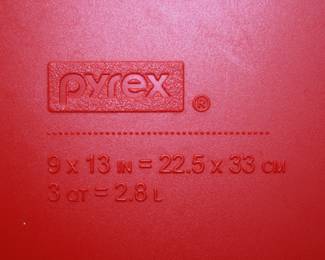 pyrex ®
9 x 13 IN = 22.5 x 33 CM
3 QT = 2.8 L